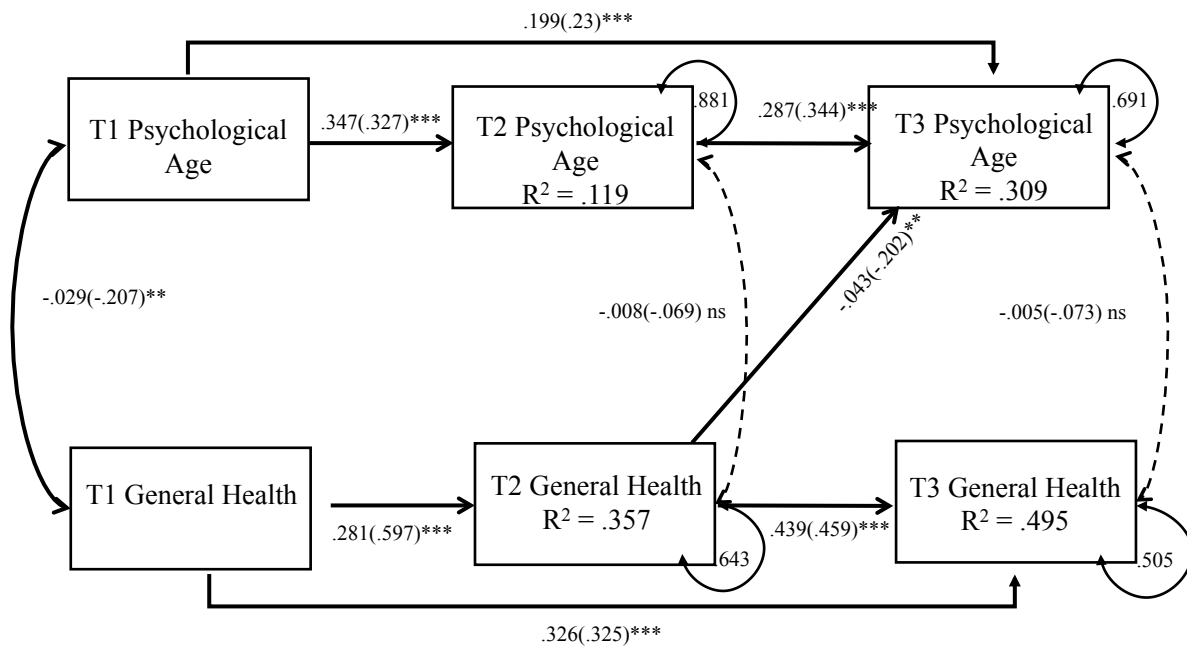 .199(.23)***
T1 Psychological
Age
.347(.327)***
T2 Psychological
Age
R² = .119
.881
.287(.344)***
T3 Psychological
Age
R² = .309
.691
-.029(-.207)**
-.008(-.069) ns
-.043(-.202)**
-.005(-.073) ns
T1 General Health
.281(.597)***
T2 General Health
R² = .357
.643
.439(.459)***
T3 General Health
R² = .495
.505
.326(.325)***